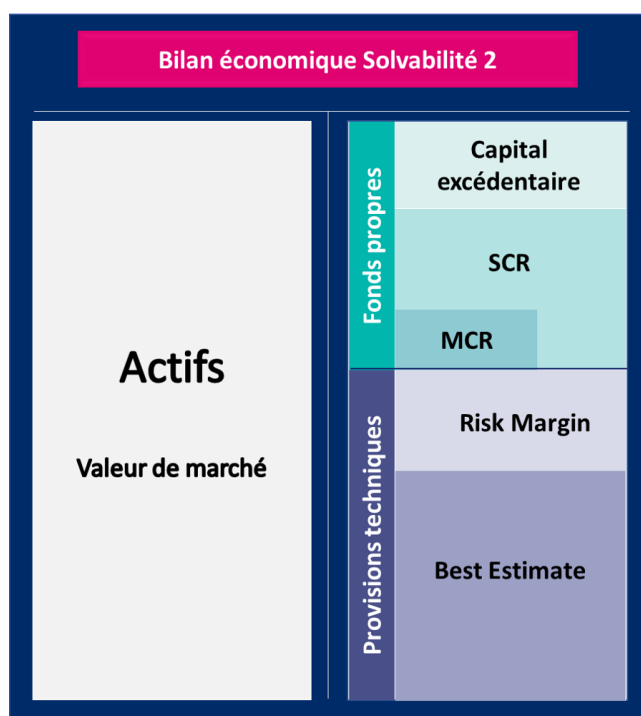 Bilan économique Solvabilité 2
Actifs
Valeur de marché
Fonds propres
Capital
excédentaire
SCR
MCR
Provisions techniques
Risk Margin
Best Estimate